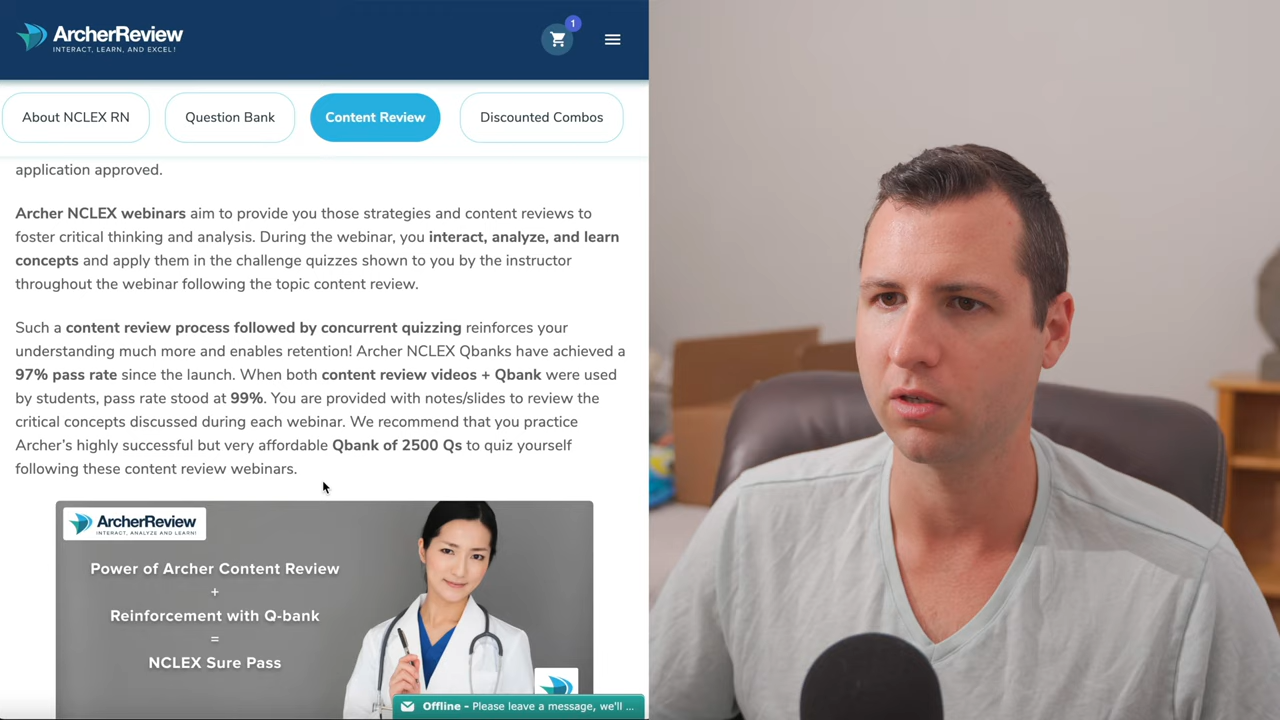 ArcherReview
INTERACT, LEARN, AND EXCEL!
1
About NCLEX RN
Question Bank
Content Review
Discounted Combos
application approved.
Archer NCLEX webinars aim to provide you those strategies and content reviews to
foster critical thinking and analysis. During the webinar, you interact, analyze, and learn
concepts and apply them in the challenge quizzes shown to you by the instructor
throughout the webinar following the topic content review.
Such a content review process followed by concurrent quizzing reinforces your
understanding much more and enables retention! Archer NCLEX Qbanks have achieved a
97% pass rate since the launch. When both content review videos + Qbank were used
by students, pass rate stood at 99%. You are provided with notes/slides to review the
critical concepts discussed during each webinar. We recommend that you practice
Archer’s highly successful but very affordable Qbank of 2500 Qs to quiz yourself
following these content review webinars.
ArcherReview
INTERACT, ANALYZE AND LEARN!
Power of Archer Content Review
+
Reinforcement with Q-bank
=
NCLEX Sure Pass
Offline - Please leave a message, we'll ...